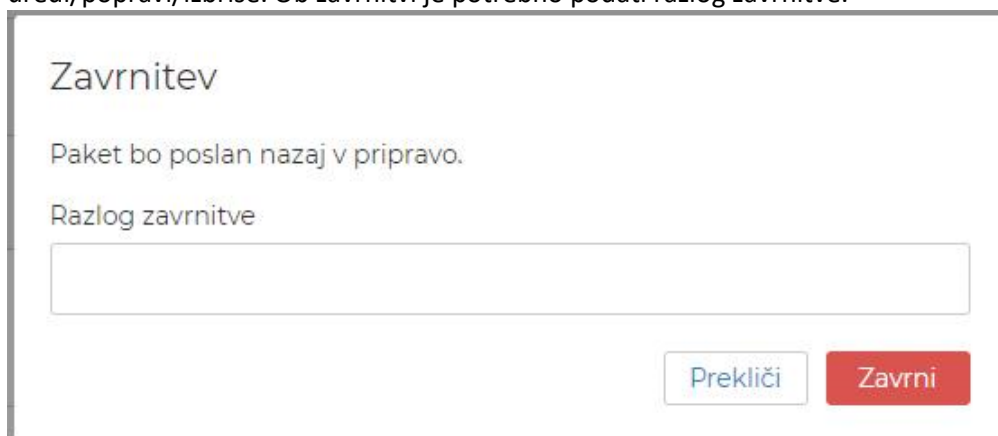 uredi/popravi/izbriše. Ob zavrnitvi je potrebno podati razlog zavrnitve.
Zavrnitev
Paket bo poslan nazaj v pripravo.
Razlog zavrnitve
Prekliči
Zavrni